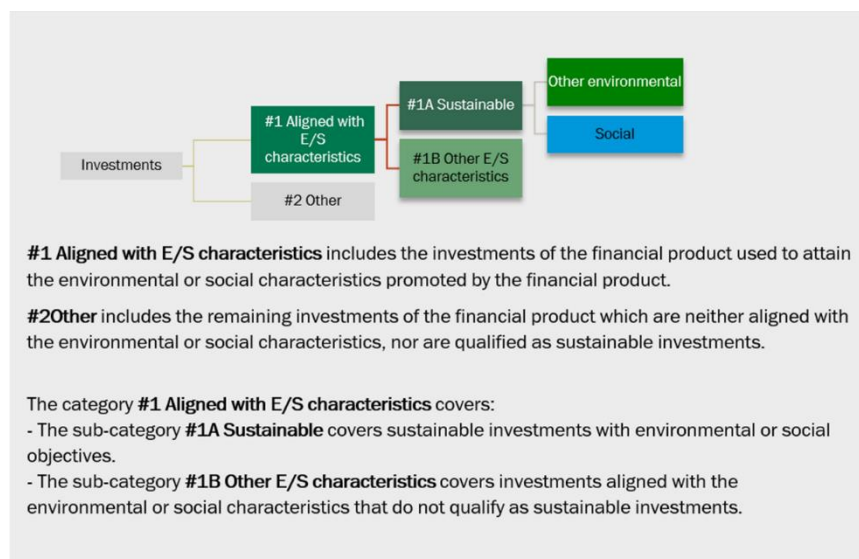 Other environmental
#1A Sustainable
#1 Aligned with
E/S
characteristics
Social
#1B Other E/S
characteristics
Investments
#2 Other
#1 Aligned with E/S characteristics includes the investments of the financial product used to attain
the environmental or social characteristics promoted by the financial product.
#2Other includes the remaining investments of the financial product which are neither aligned with
the environmental or social characteristics, nor are qualified as sustainable investments.
The category #1 Aligned with E/S characteristics covers:
- The sub-category #1A Sustainable covers sustainable investments with environmental or social
objectives.
- The sub-category #1B Other E/S characteristics covers investments aligned with the
environmental or social characteristics that do not qualify as sustainable investments.